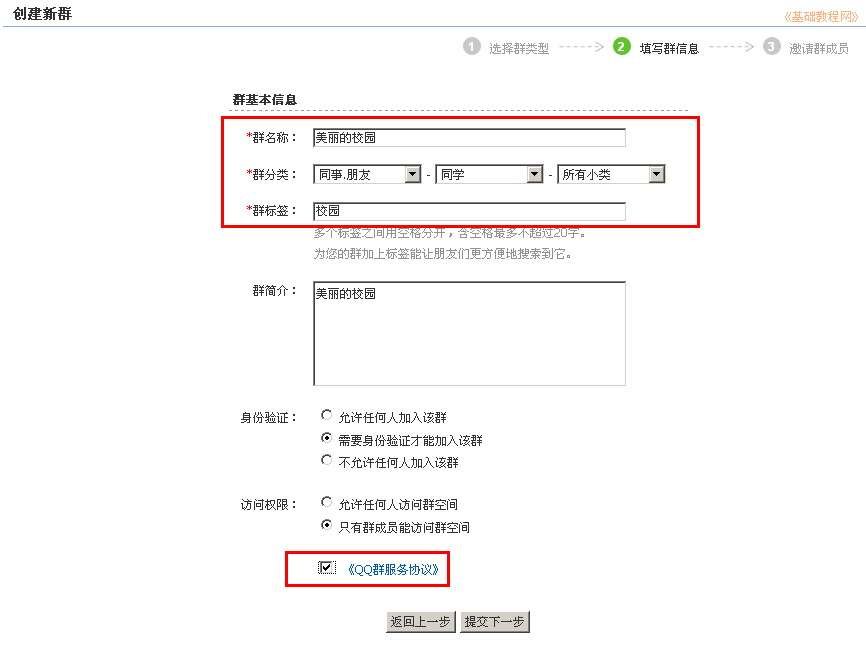 创建新群
《基础教程网》
1 选择群类型 -----> 2 填写群信息 -----> 3 邀请群成员
群基本信息
*群名称： 美丽的校园
*群分类： 同事.朋友 - 同学 - 所有小类
*群标签： 校园
多个标签之间用空格分开，含空格最多不超过20字。
为您的群加上标签能让朋友们更方便地搜索到它。
群简介： 美丽的校园
身份验证： 允许任何人加入该群
需要身份验证才能加入该群
不允许任何人加入该群
访问权限： 允许任何人访问群空间
只有群成员能访问群空间
《QQ群服务协议》
返回上一步 提交下一步